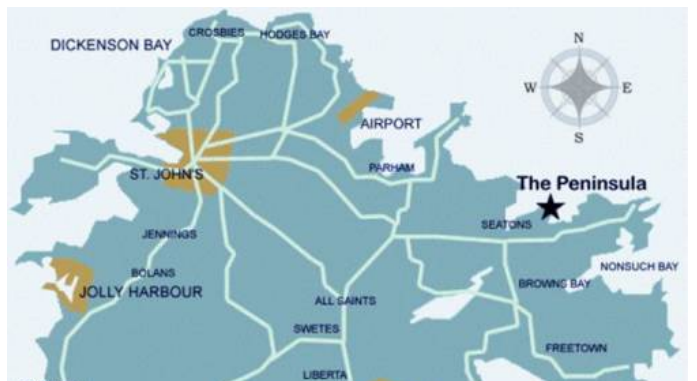 CROSBIES
HODGES BAY
DICKENSON BAY
N
W
E
S
AIRPORT
PARHAM
ST. JOHN'S
The Peninsula
SEATONS
JENNINGS
NONSUCH BAY
BOLANS
JOLLY HARBOUR
BROWNS BAY
ALL SAINTS
SWETES
FREETOWN
LIBERTA